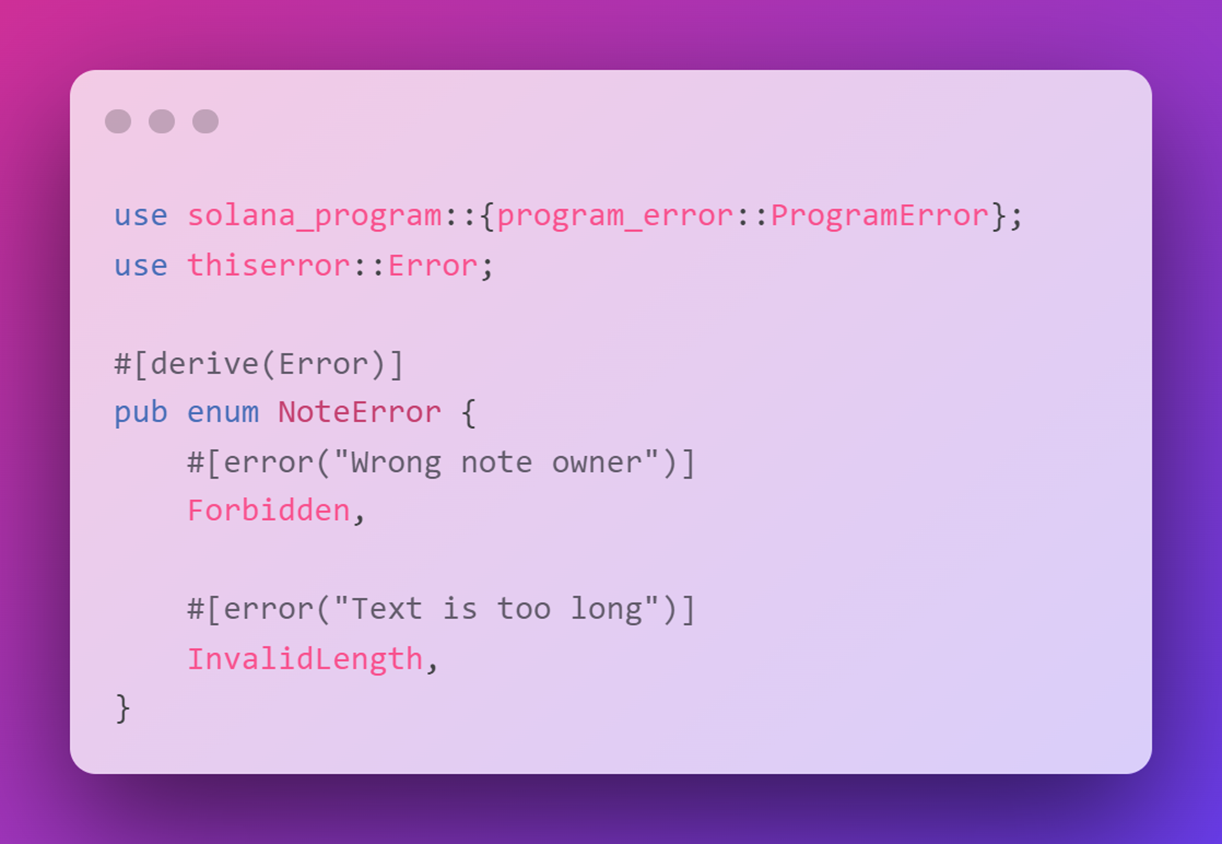 use solana_program::{program_error::ProgramError};
use thiserror::Error;

#[derive(Error)]
pub enum NoteError {
    #[error("Wrong note owner")]
    Forbidden,

    #[error("Text is too long")]
    InvalidLength,
}